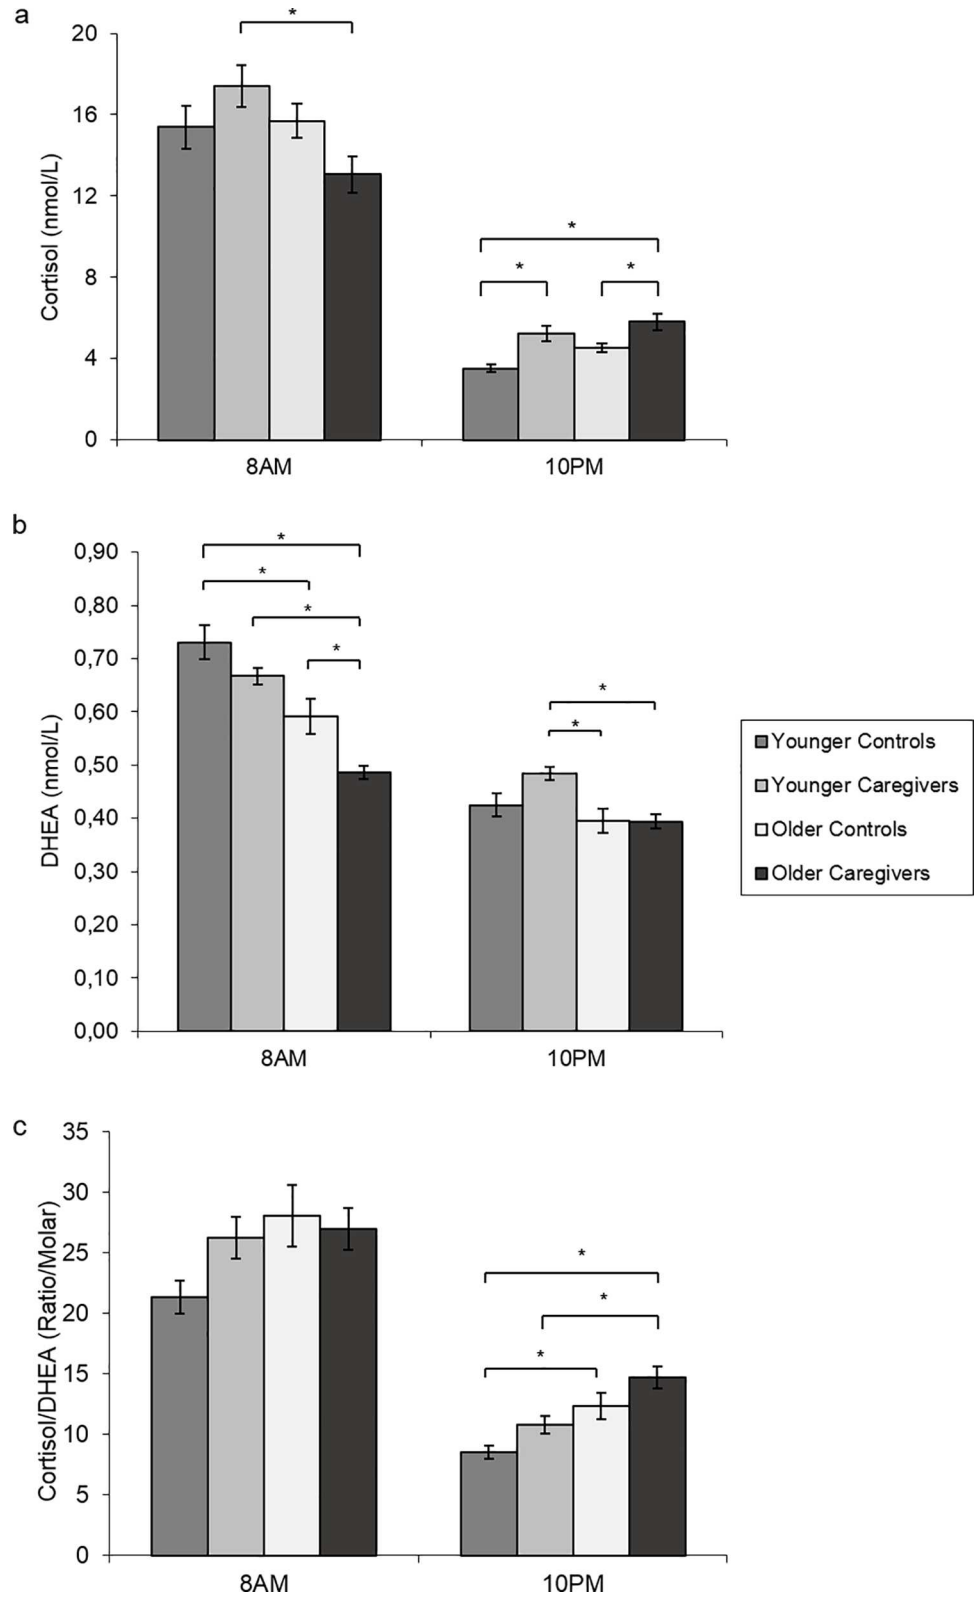 a
*
20
16
12
8
4
0
Cortisol (nmol/L)
*
*
*
8AM
10PM
b
0,90
0,80
0,70
0,60
0,50
0,40
0,30
0,20
0,10
0,00
DHEA (nmol/L)
*
*
*
*
*
*
8AM
10PM
Younger Controls
Younger Caregivers
Older Controls
Older Caregivers
c
35
30
25
20
15
10
5
0
Cortisol/DHEA (Ratio/Molar)
*
*
*
8AM
10PM